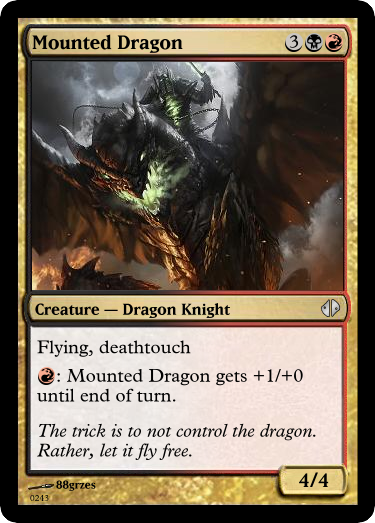 Mounted Dragon 3
Creature — Dragon Knight
Flying, deathtouch
: Mounted Dragon gets +1/+0
until end of turn.
The trick is to not control the dragon.
Rather, let it fly free.
4/4
88grzes
0243